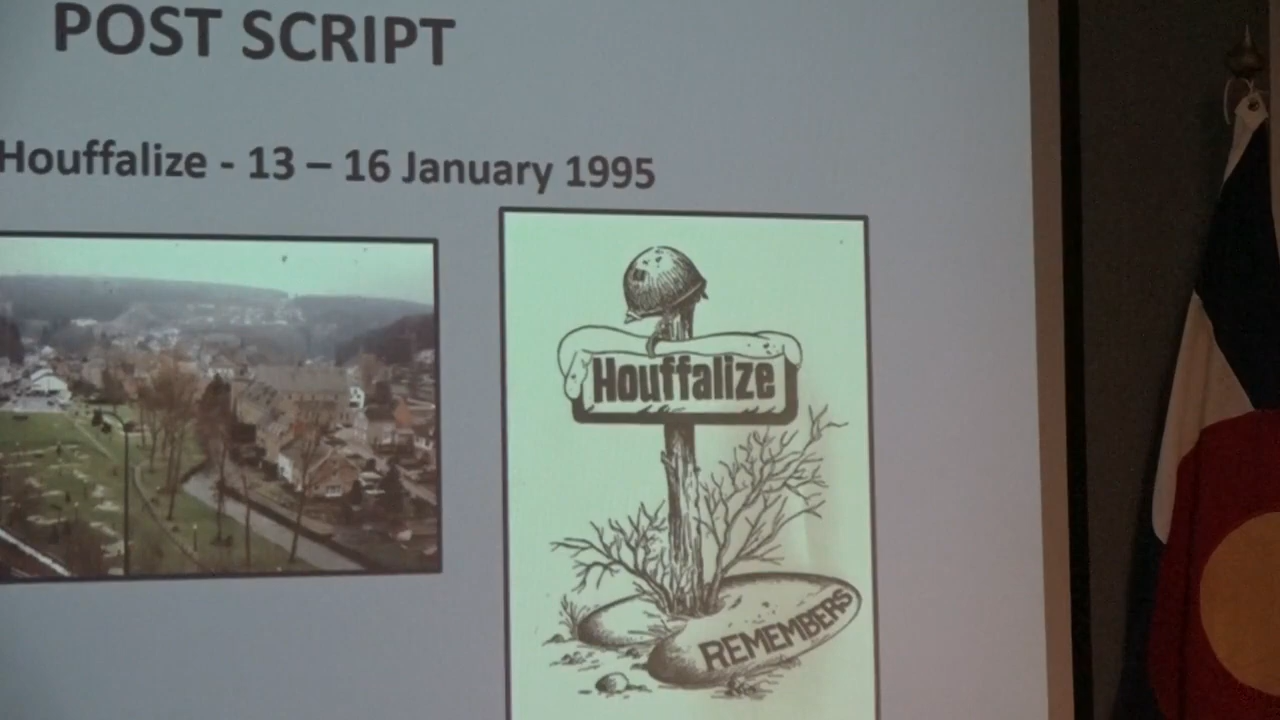 POST SCRIPT
Houffalize - 13 – 16 January 1995
Houffalize
REMEMBERS